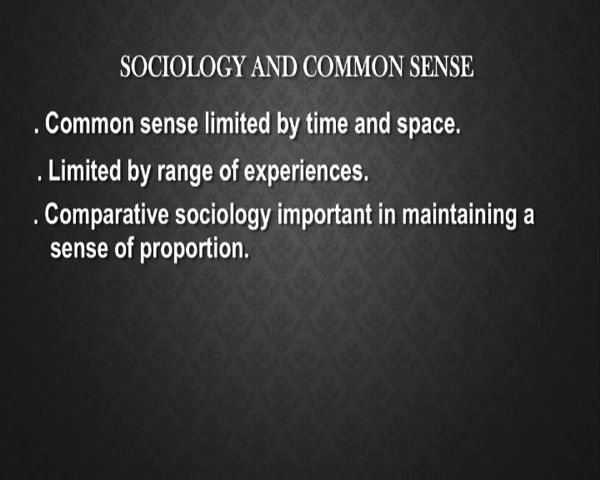 SOCIOLOGY AND COMMON SENSE
. Common sense limited by time and space.
. Limited by range of experiences.
. Comparative sociology important in maintaining a
sense of proportion.